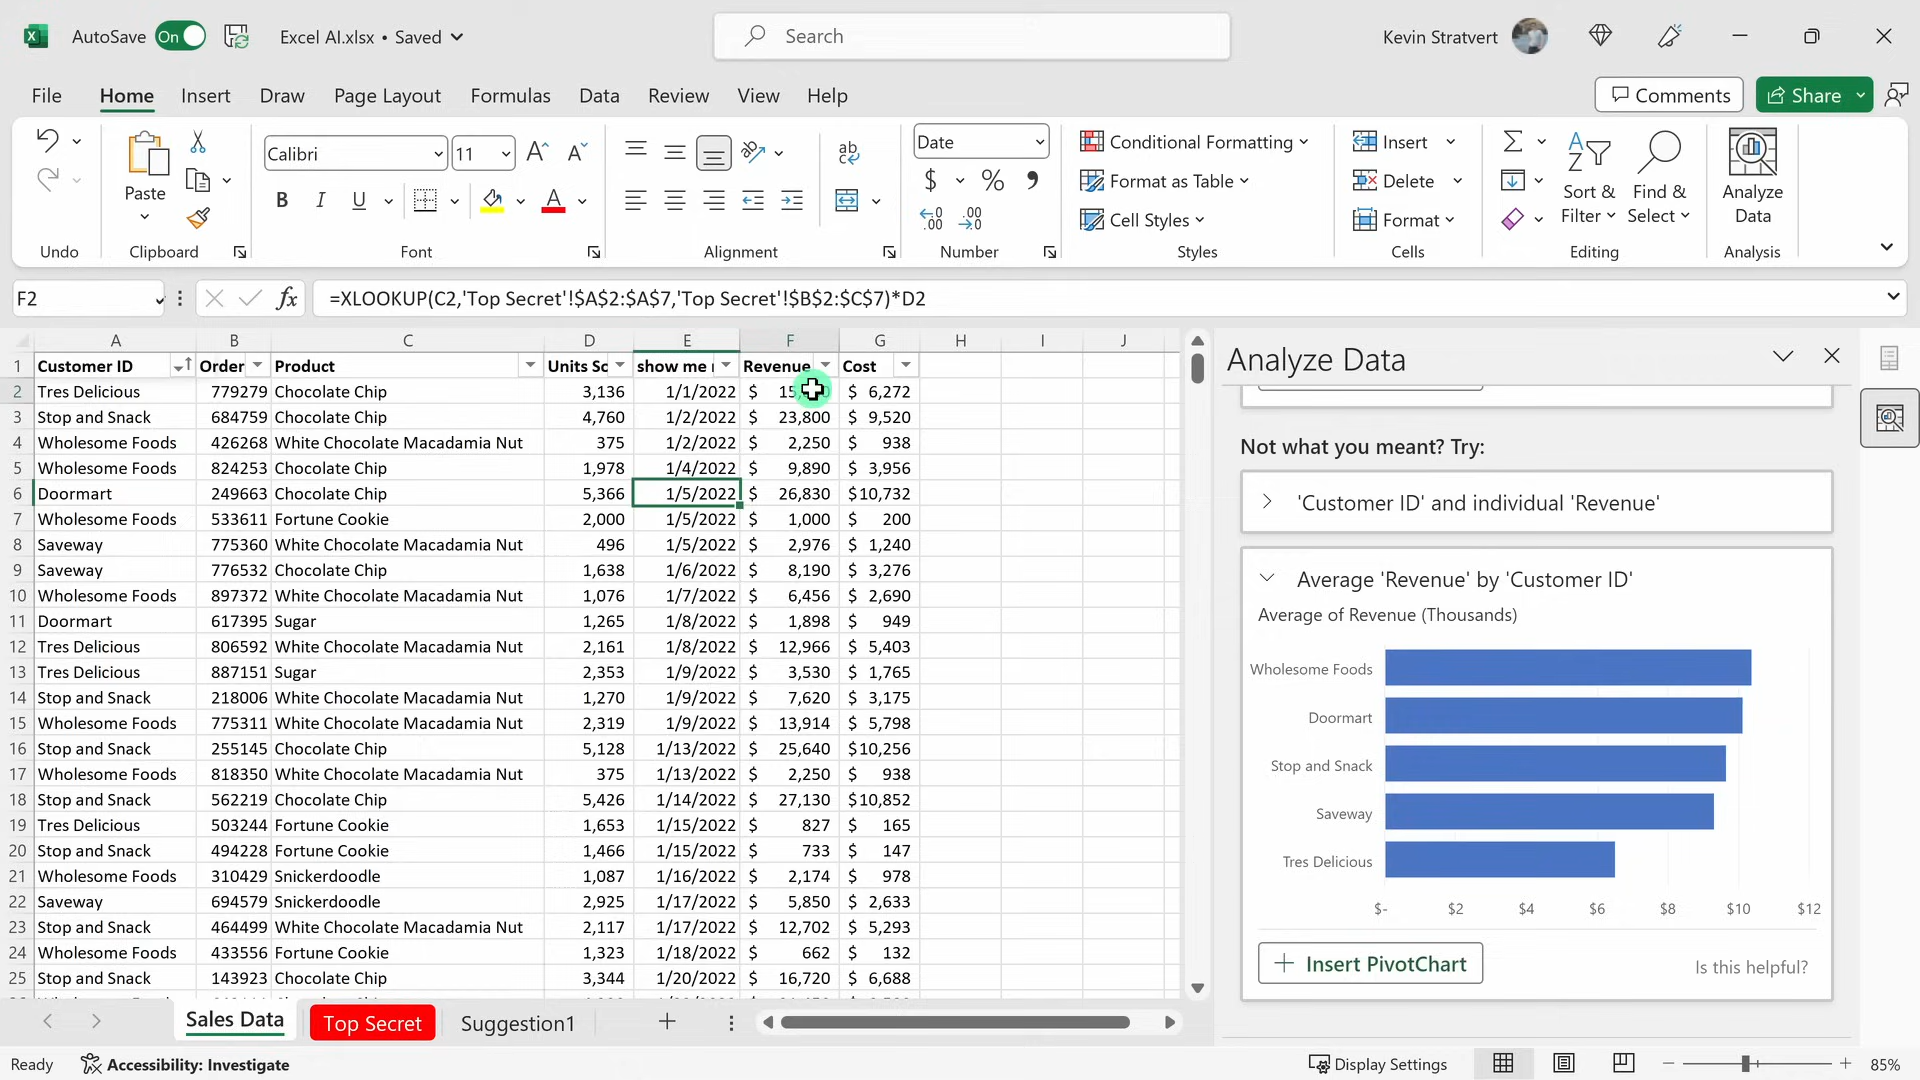 AutoSave On Excel AI.xlsx • Saved Search Kevin Stratvert
File Home Insert Draw Page Layout Formulas Data Review View Help Comments Share
Calibri 11 ab Date Conditional Formatting Insert
Paste B I U A $ % Format as Table Delete Sort & Filter Find & Select Analyze Data
Cell Styles Format
Undo Clipboard Font Alignment Number Styles Cells Editing Analysis
F2 fx =XLOOKUP(C2,'Top Secret'!$A$2:$A$7,'Top Secret'!$B$2:$C$7)*D2
A B C D E F G H I J
1 Customer ID Order Product Units Sc show me Revenue Cost
2 Tres Delicious 779279 Chocolate Chip 3,136 1/1/2022 $ $ 6,272
3 Stop and Snack 684759 Chocolate Chip 4,760 1/2/2022 $ 23,800 $ 9,520
4 Wholesome Foods 426268 White Chocolate Macadamia Nut 375 1/2/2022 $ 2,250 $ 938
5 Wholesome Foods 824253 Chocolate Chip 1,978 1/4/2022 $ 9,890 $ 3,956
6 Doormart 249663 Chocolate Chip 5,366 1/5/2022 $ 26,830 $10,732
7 Wholesome Foods 533611 Fortune Cookie 2,000 1/5/2022 $ 1,000 $ 200
8 Saveway 775360 White Chocolate Macadamia Nut 496 1/5/2022 $ 2,976 $ 1,240
9 Saveway 776532 Chocolate Chip 1,638 1/6/2022 $ 8,190 $ 3,276
10 Wholesome Foods 897372 White Chocolate Macadamia Nut 1,076 1/7/2022 $ 6,456 $ 2,690
11 Doormart 617395 Sugar 1,265 1/8/2022 $ 1,898 $ 949
12 Tres Delicious 806592 White Chocolate Macadamia Nut 2,161 1/8/2022 $ 12,966 $ 5,403
13 Tres Delicious 887151 Sugar 2,353 1/9/2022 $ 3,530 $ 1,765
14 Stop and Snack 218006 White Chocolate Macadamia Nut 1,270 1/9/2022 $ 7,620 $ 3,175
15 Wholesome Foods 775311 White Chocolate Macadamia Nut 2,319 1/9/2022 $ 13,914 $ 5,798
16 Stop and Snack 255145 Chocolate Chip 5,128 1/13/2022 $ 25,640 $10,256
17 Wholesome Foods 818350 White Chocolate Macadamia Nut 375 1/13/2022 $ 2,250 $ 938
18 Stop and Snack 562219 Chocolate Chip 5,426 1/14/2022 $ 27,130 $10,852
19 Tres Delicious 503244 Fortune Cookie 1,653 1/15/2022 $ 827 $ 165
20 Stop and Snack 494228 Fortune Cookie 1,466 1/15/2022 $ 733 $ 147
21 Wholesome Foods 310429 Snickerdoodle 1,087 1/16/2022 $ 2,174 $ 978
22 Saveway 694579 Snickerdoodle 2,925 1/17/2022 $ 5,850 $ 2,633
23 Stop and Snack 464499 White Chocolate Macadamia Nut 2,117 1/17/2022 $ 12,702 $ 5,293
24 Wholesome Foods 433556 Fortune Cookie 1,323 1/18/2022 $ 662 $ 132
25 Stop and Snack 143923 Chocolate Chip 3,344 1/20/2022 $ 16,720 $ 6,688
Sales Data Top Secret Suggestion1
Analyze Data
Not what you meant? Try:
'Customer ID' and individual 'Revenue'
Average 'Revenue' by 'Customer ID'
Average of Revenue (Thousands)
Wholesome Foods
Doormart
Stop and Snack
Saveway
Tres Delicious
$- $2 $4 $6 $8 $10 $12
Insert PivotChart Is this helpful?
Ready Accessibility: Investigate Display Settings 85%